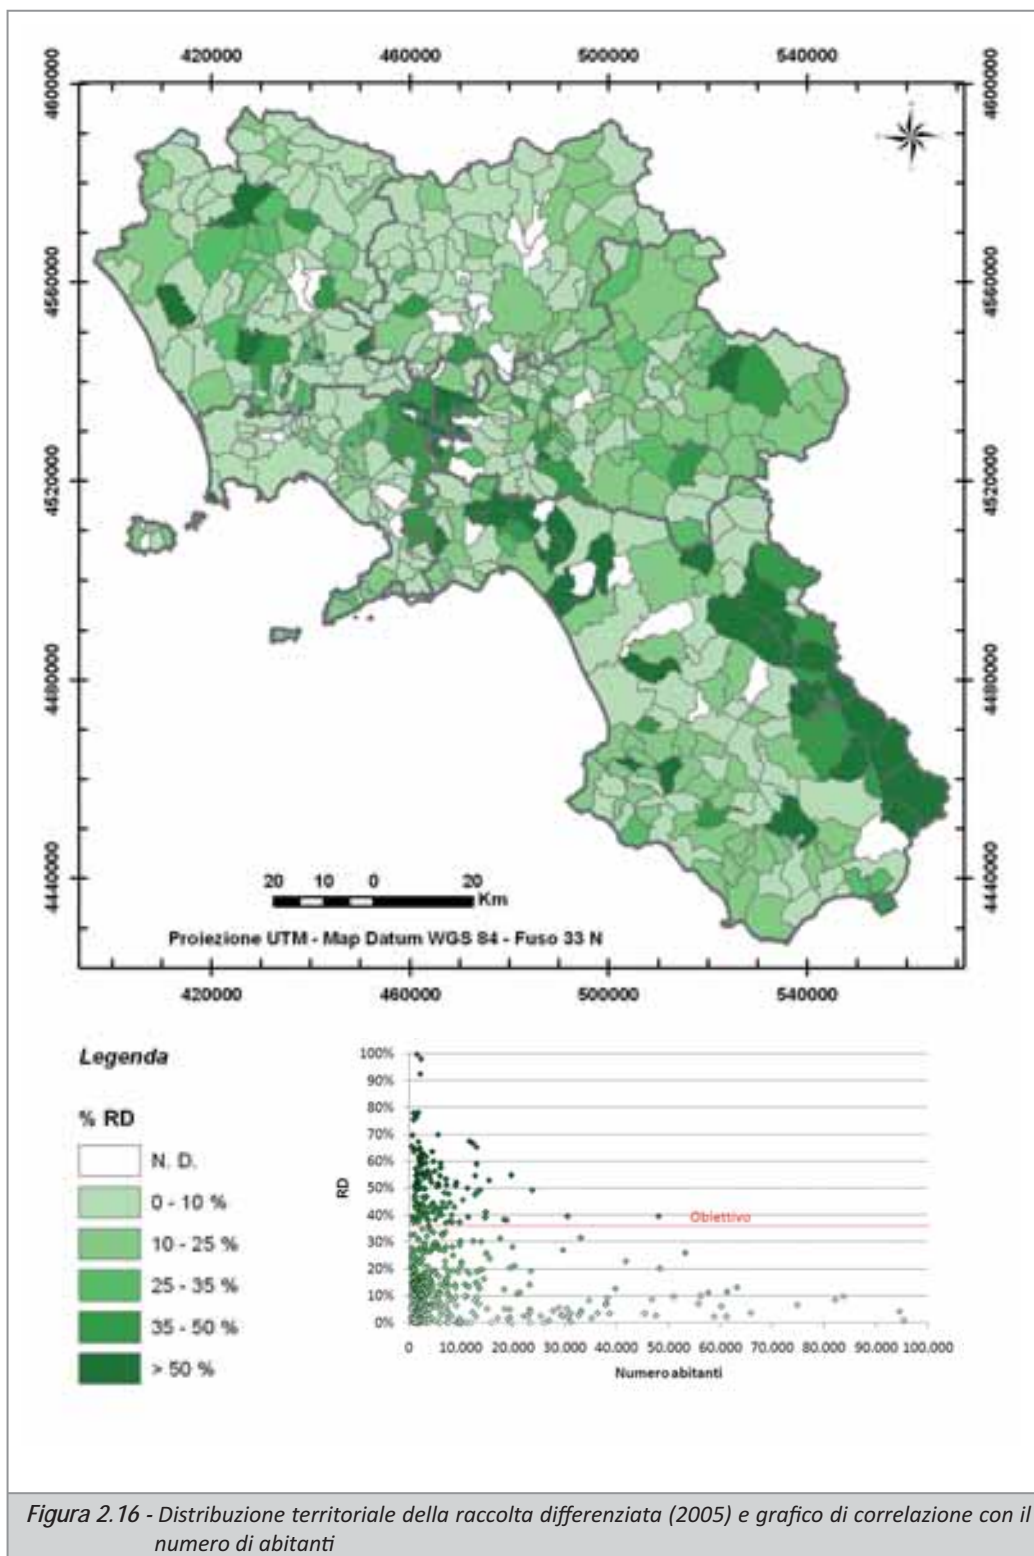 420000 460000 500000 540000
4600000 4600000
4560000 4560000
4520000 4520000
4480000 4480000
4440000 4440000
20 10 0 20
Km
Proiezione UTM - Map Datum WGS 84 - Fuso 33 N
420000 460000 500000 540000
Legenda
% RD
N. D.
0 - 10 %
10 - 25 %
25 - 35 %
35 - 50 %
> 50 %
100%
90%
80%
70%
60%
50%
40%
30%
20%
10%
0%
RD
Obiettivo
0 10.000 20.000 30.000 40.000 50.000 60.000 70.000 80.000 90.000 100.000
Numero abitanti
Figura 2.16 - Distribuzione territoriale della raccolta differenziata (2005) e grafico di correlazione con il
numero di abitanti